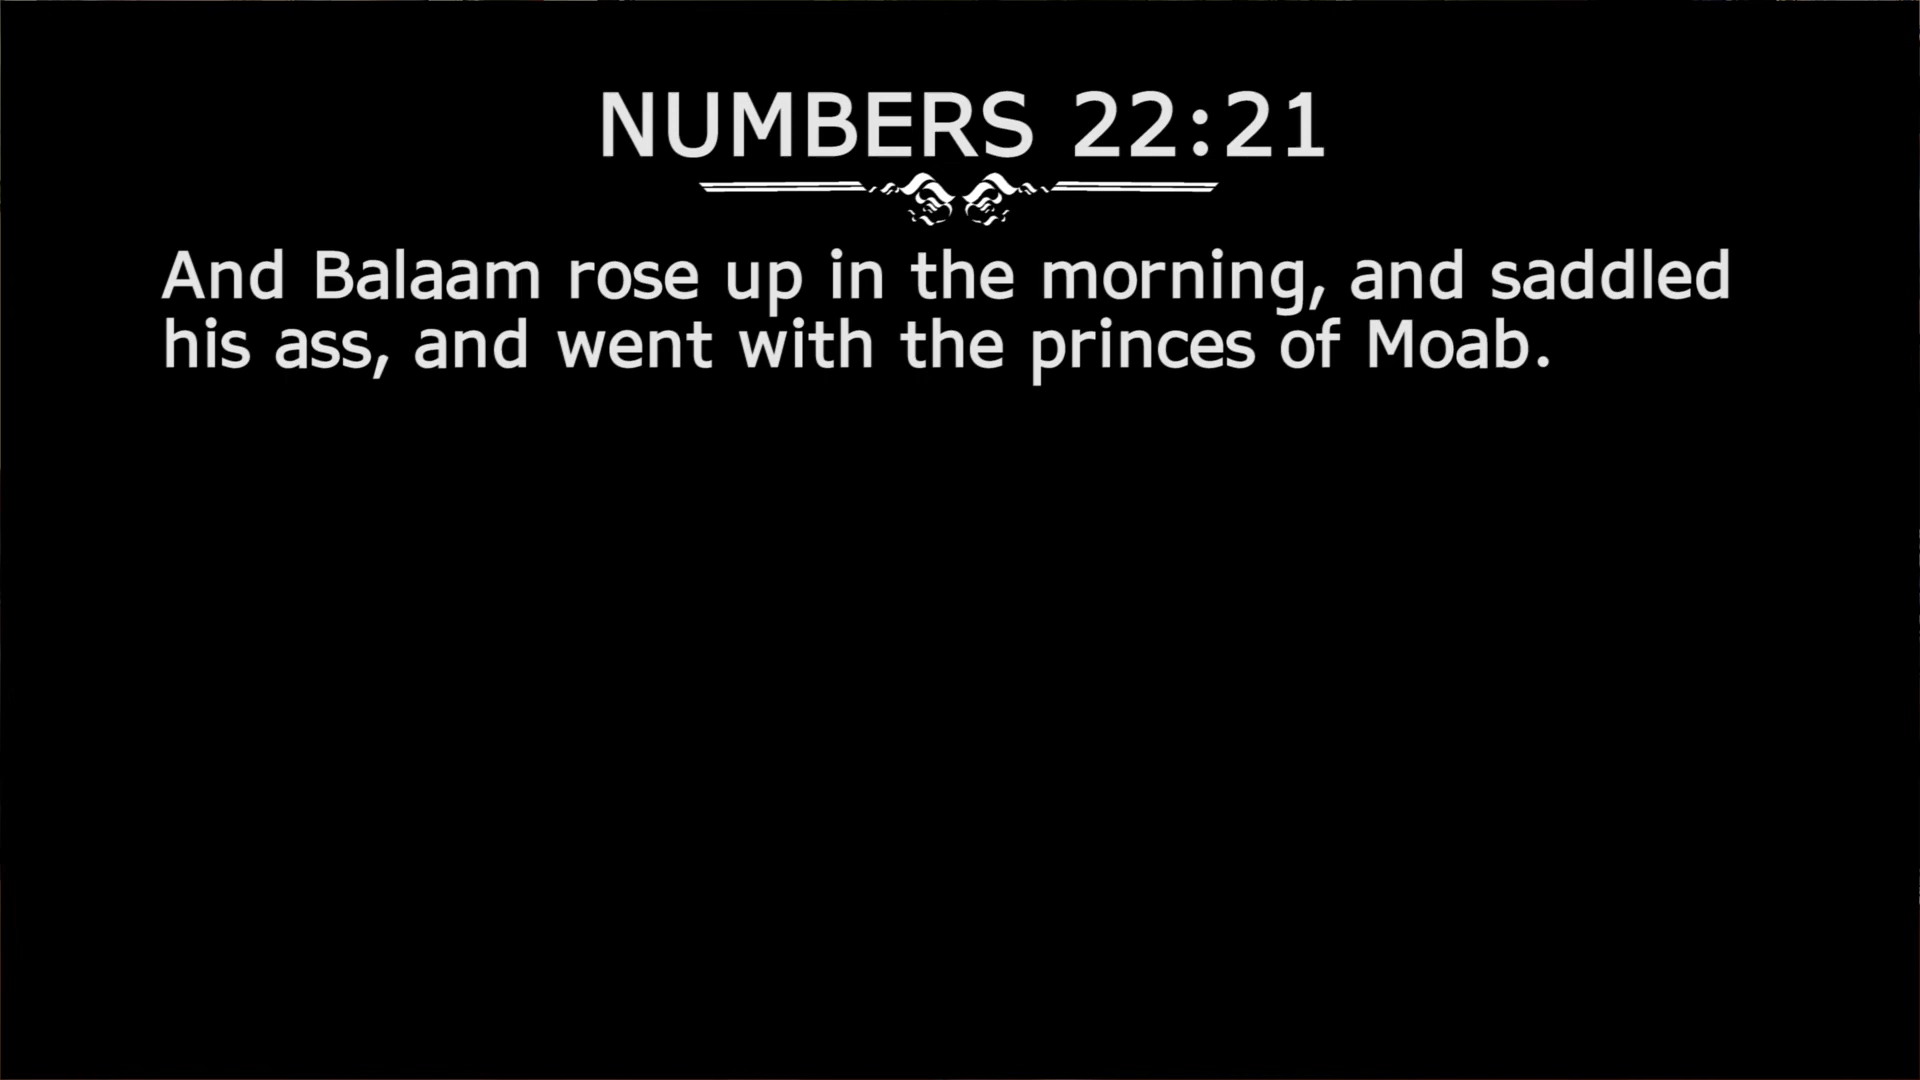 NUMBERS 22:21
And Balaam rose up in the morning, and saddled
his ass, and went with the princes of Moab.